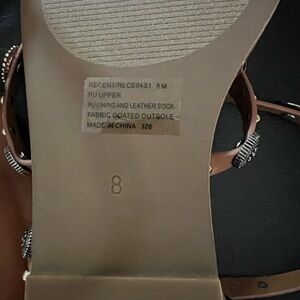 RECENT/RECE04S1 8 M
PU UPPER
PU LINING AND LEATHER SOCK
FABRIC COATED OUTSOLE
MADE IN CHINA 326
8